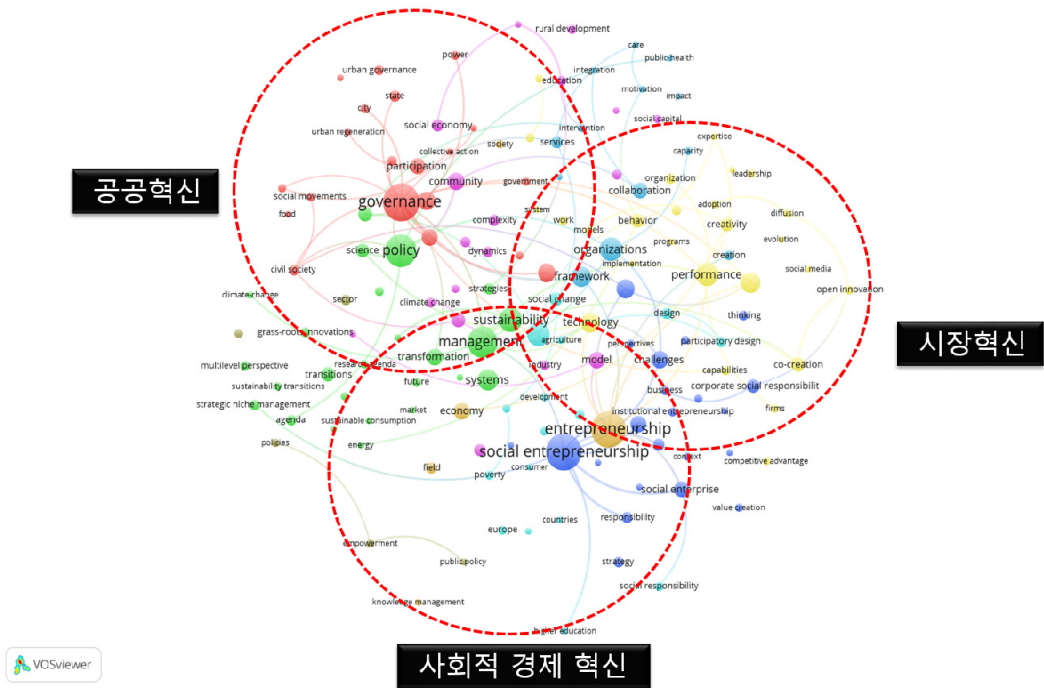 rural development
care
power
public health
urban governance
integration
education
motivation
impact
state
city
social capital
social economy
urban regeneration
intervention
expertise
society
services
collective action
capacity
participation
leadership
government
organization
community
collaboration
공공혁신
social movements
governance
adoption
system
work
behavior
creativity
diffusion
food
complexity
models
programs
evolution
science
policy
dynamics
organizations
creation
implementation
civil society
framework
performance
social media
strategies
open innovation
climate change
sector
climate change
social change
design
thinking
sustainability
technology
시장혁신
grass-roots innovations
management
agriculture
perspectives
participatory design
transformation
research agenda
industry
model
challenges
multilevel perspective
transitions
co-creation
capabilities
future
systems
sustainability transitions
business
corporate social responsibilit
development
strategic niche management
market
economy
institutional entrepreneurship
firms
agenda
sustainable consumption
entrepreneurship
policies
energy
social entrepreneurship
context
field
consumer
competitive advantage
poverty
social enterprise
value creation
countries
responsibility
europe
empowerment
public policy
strategy
social responsibility
knowledge management
higher education
VOSviewer
사회적 경제 혁신